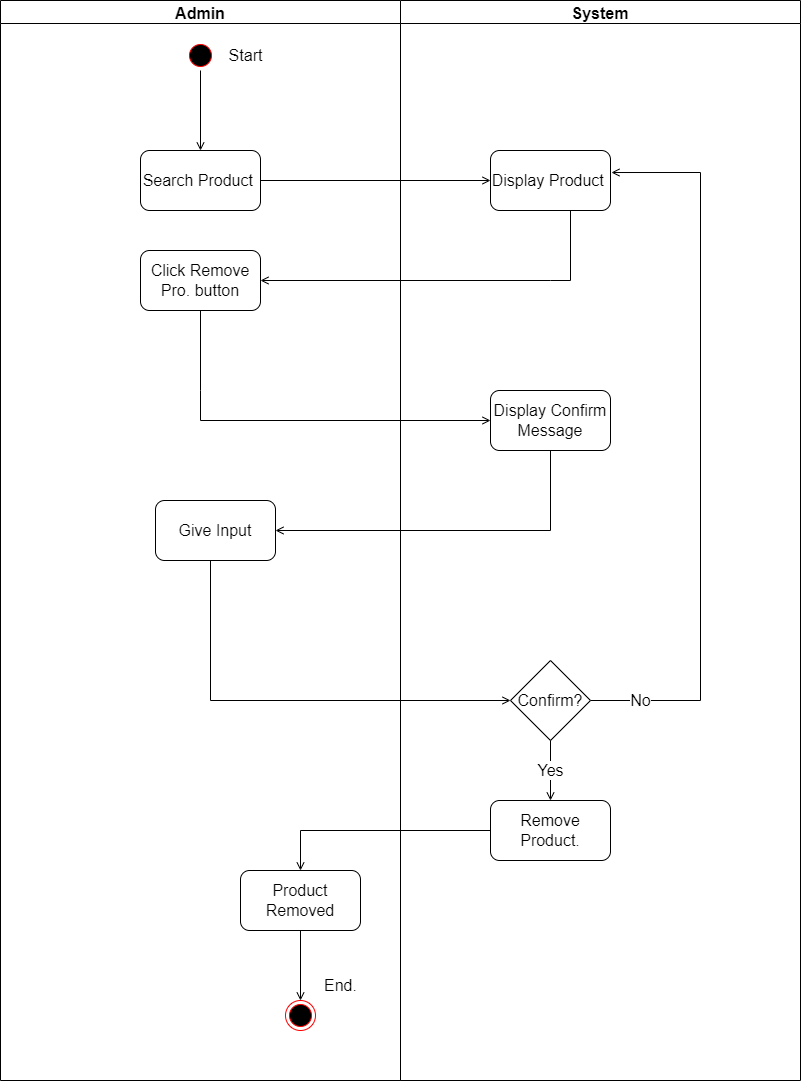 Admin
System
Start
Search Product
Display Product
Click Remove
Pro. button
Display Confirm
Message
Give Input
Confirm?
No
Yes
Remove
Product.
Product
Removed
End.